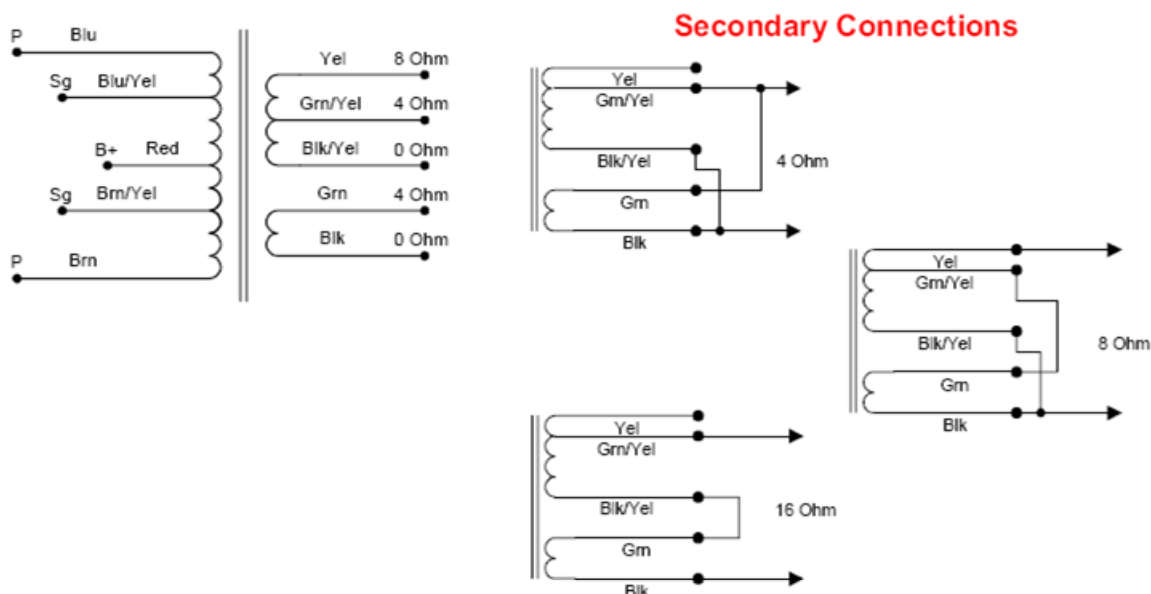 Secondary Connections
P Blu
Sg Blu/Yel
B+ Red
Sg Brn/Yel
P Brn
Yel 8 Ohm
Grn/Yel 4 Ohm
Blk/Yel 0 Ohm
Grn 4 Ohm
Blk 0 Ohm
Yel
Grn/Yel
Blk/Yel
4 Ohm
Grn
Blk
Yel
Grn/Yel
Blk/Yel
8 Ohm
Grn
Blk
Yel
Grn/Yel
Blk/Yel
16 Ohm
Grn
Blk